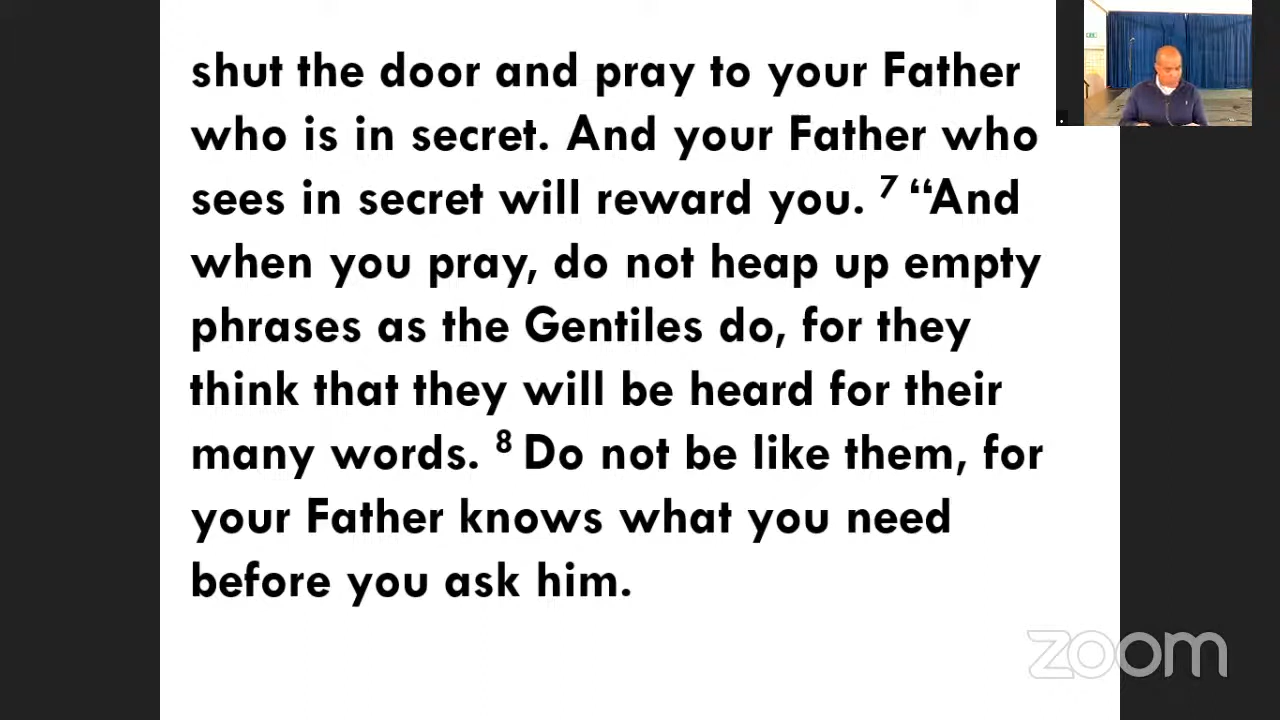 shut the door and pray to your Father
who is in secret. And your Father who
sees in secret will reward you. ⁷ “And
when you pray, do not heap up empty
phrases as the Gentiles do, for they
think that they will be heard for their
many words. ⁸ Do not be like them, for
your Father knows what you need
before you ask him.
zoom